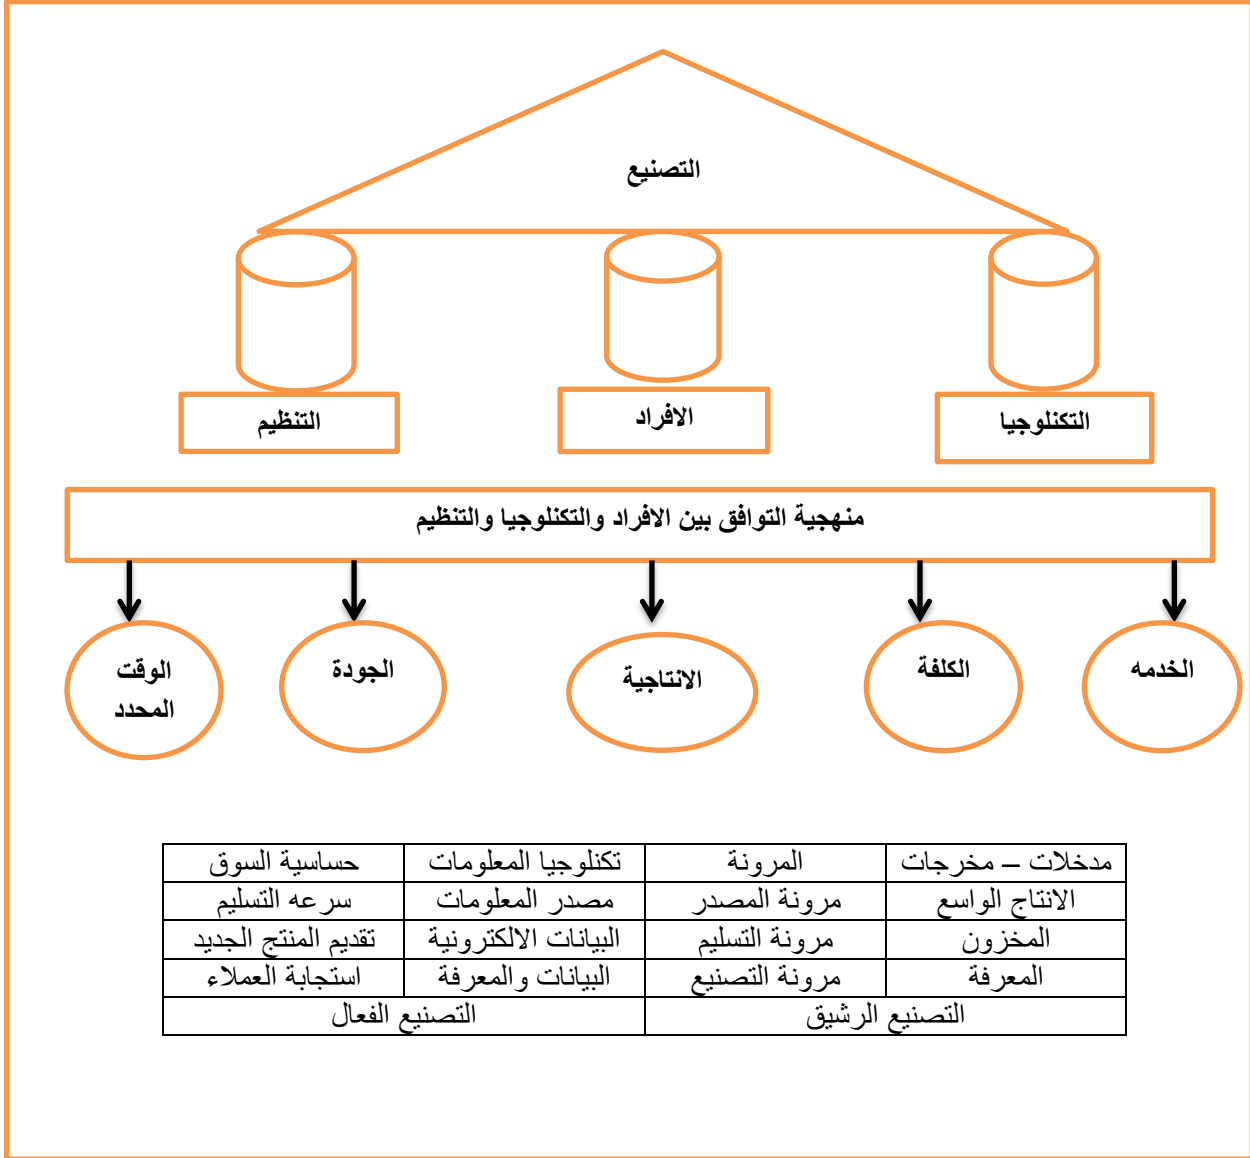 التصنيع
التكنلوجيا
الافراد
التنظيم
منهجية التوافق بين الافراد والتكنلوجيا والتنظيم
الخدمه
الكلفة
الانتاجية
الجودة
الوقت
المحدد
مدخلات – مخرجات المرونة تكنلوجيا المعلومات حساسية السوق
الانتاج الواسع مرونة المصدر مصدر المعلومات سرعه التسليم
المخزون مرونة التسليم البيانات الالكترونية تقديم المنتج الجديد
المعرفة مرونة التصنيع البيانات والمعرفة استجابة العملاء
التصنيع الرشيق التصنيع الفعال